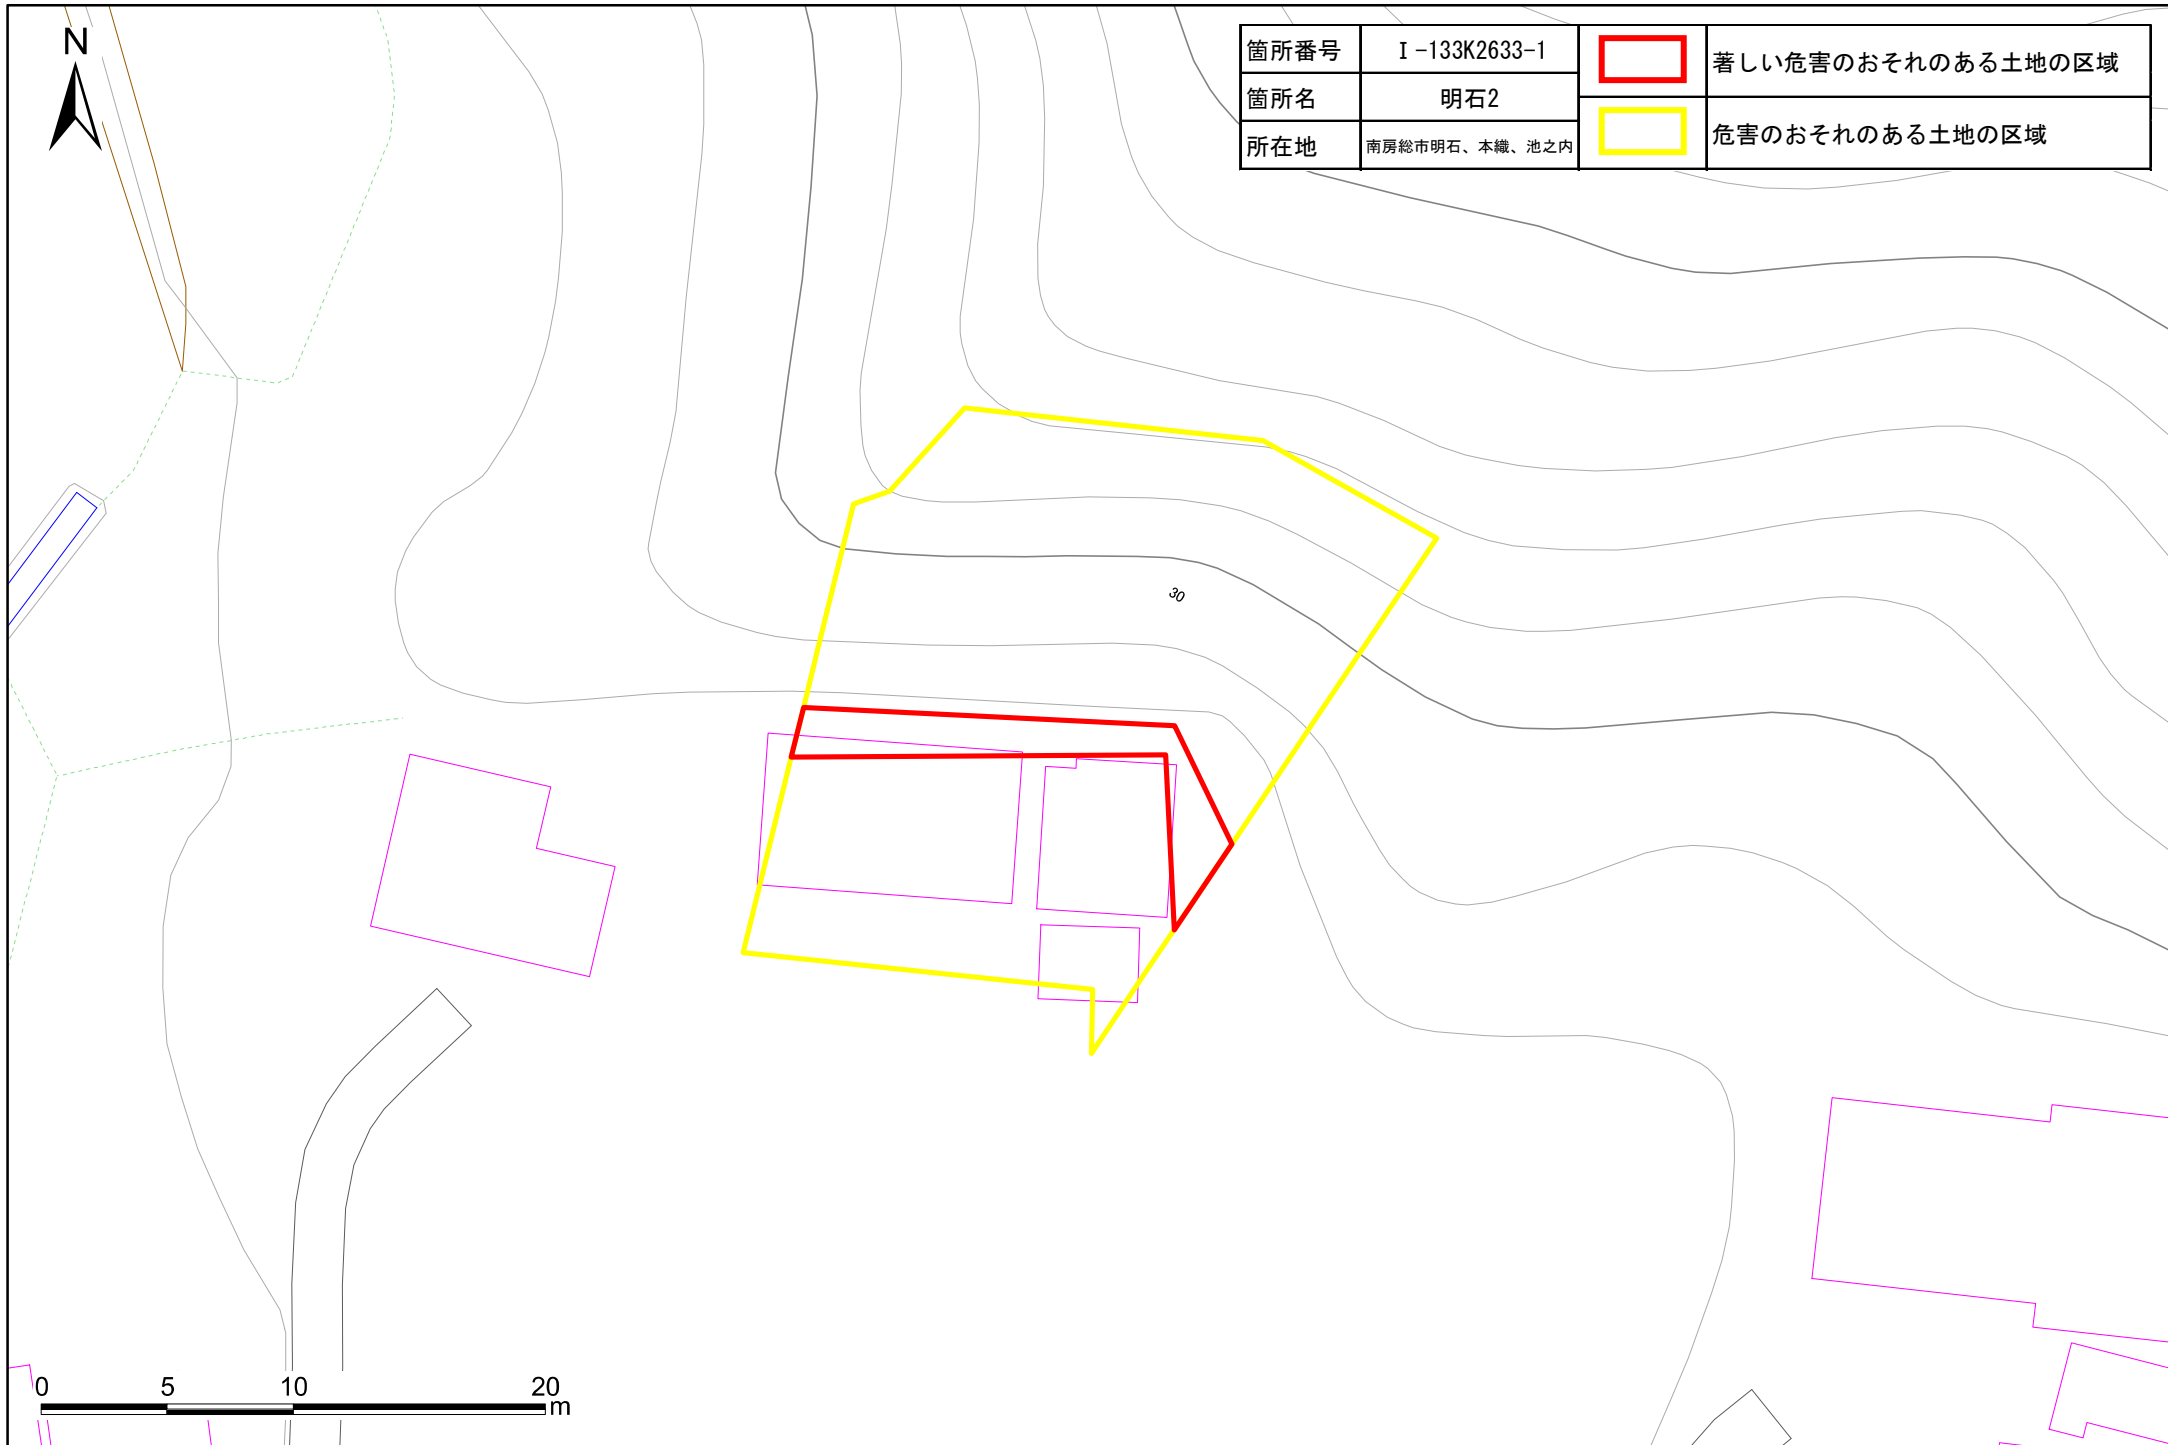 N
箇所番号 Ⅰ-133K2633-1 著しい危害のおそれのある土地の区域
箇所名 明石2
危害のおそれのある土地の区域
所在地 南房総市明石、本織、池之内
30
0 5 10 20
m